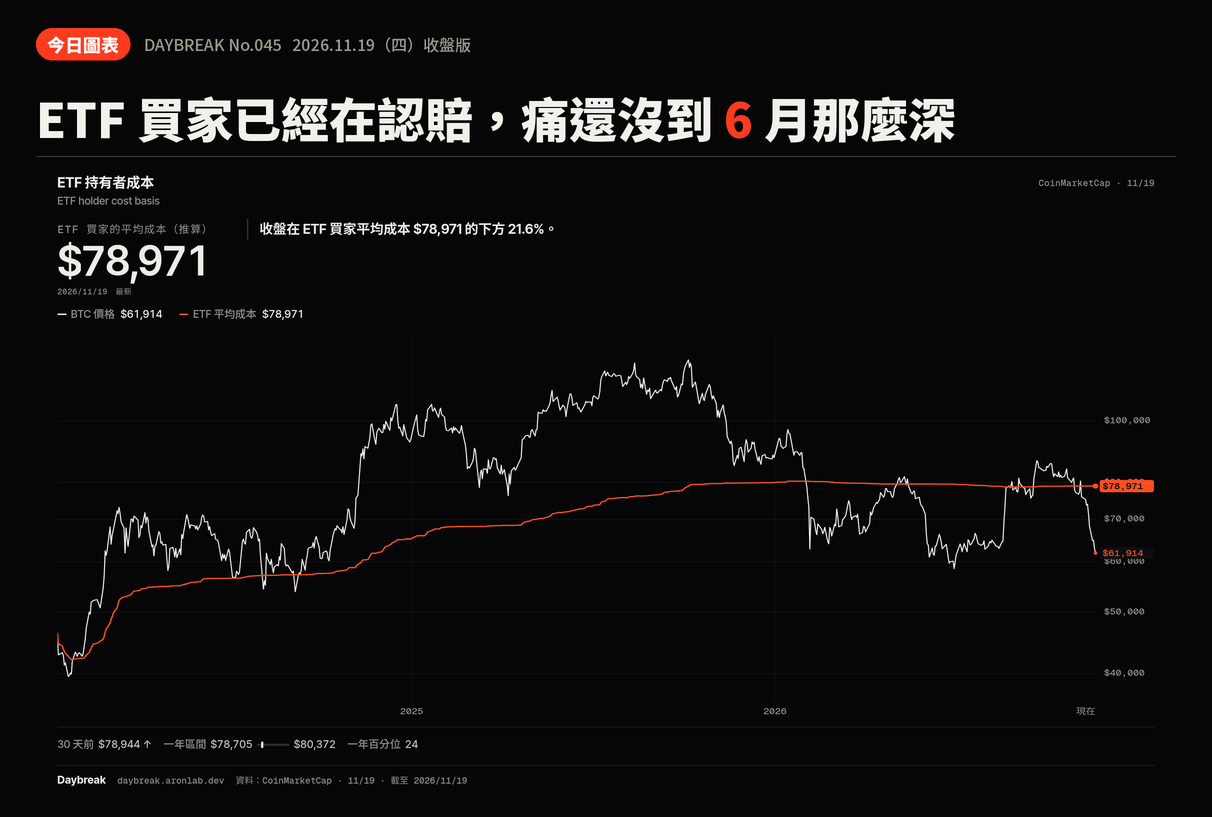 今日圖表 DAYBREAK No.045 2026.11.19（四）收盤版
ETF 買家已經在認賠，痛還沒到 6 月那麼深
ETF 持有者成本 CoinMarketCap · 11/19
ETF holder cost basis
ETF 買家的平均成本（推算）
收盤在 ETF 買家平均成本 $78,971 的下方 21.6%。
$78,971
2026/11/19 最新
BTC 價格 $61,914 ETF 平均成本 $78,971
$100,000
$78,971
$70,000
$61,914
$60,000
$50,000
$40,000
2025 2026 現在
30 天前 $78,944 ↑ 一年區間 $78,705 $80,372 一年百分位 24
Daybreak daybreak.aronlab.dev 資料：CoinMarketCap · 11/19 · 截至 2026/11/19